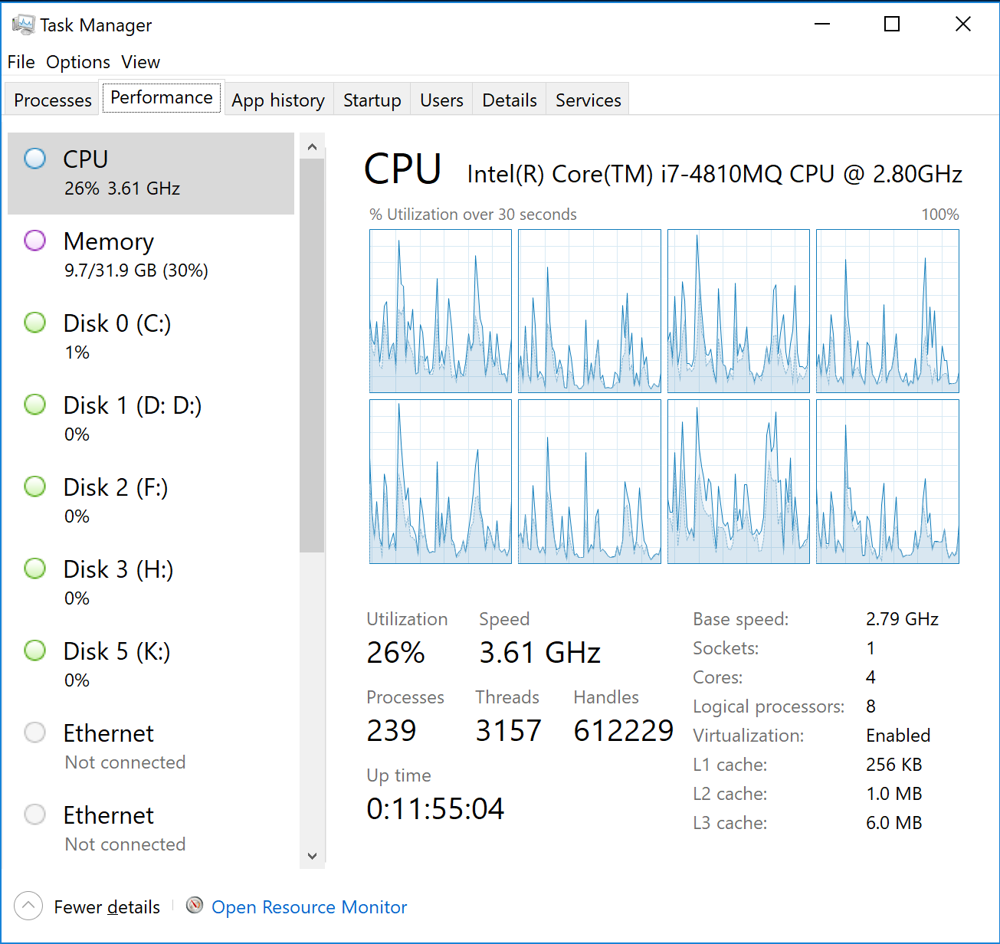 Task Manager
File Options View
Processes Performance App history Startup Users Details Services
CPU
26% 3.61 GHz
Memory
9.7/31.9 GB (30%)
Disk 0 (C:)
1%
Disk 1 (D: D:)
0%
Disk 2 (F:)
0%
Disk 3 (H:)
0%
Disk 5 (K:)
0%
Ethernet
Not connected
Ethernet
Not connected
CPU Intel(R) Core(TM) i7-4810MQ CPU @ 2.80GHz
% Utilization over 30 seconds 100%
Utilization Speed
26% 3.61 GHz
Processes Threads Handles
239 3157 612229
Up time
0:11:55:04
Base speed: 2.79 GHz
Sockets: 1
Cores: 4
Logical processors: 8
Virtualization: Enabled
L1 cache: 256 KB
L2 cache: 1.0 MB
L3 cache: 6.0 MB
Fewer details Open Resource Monitor